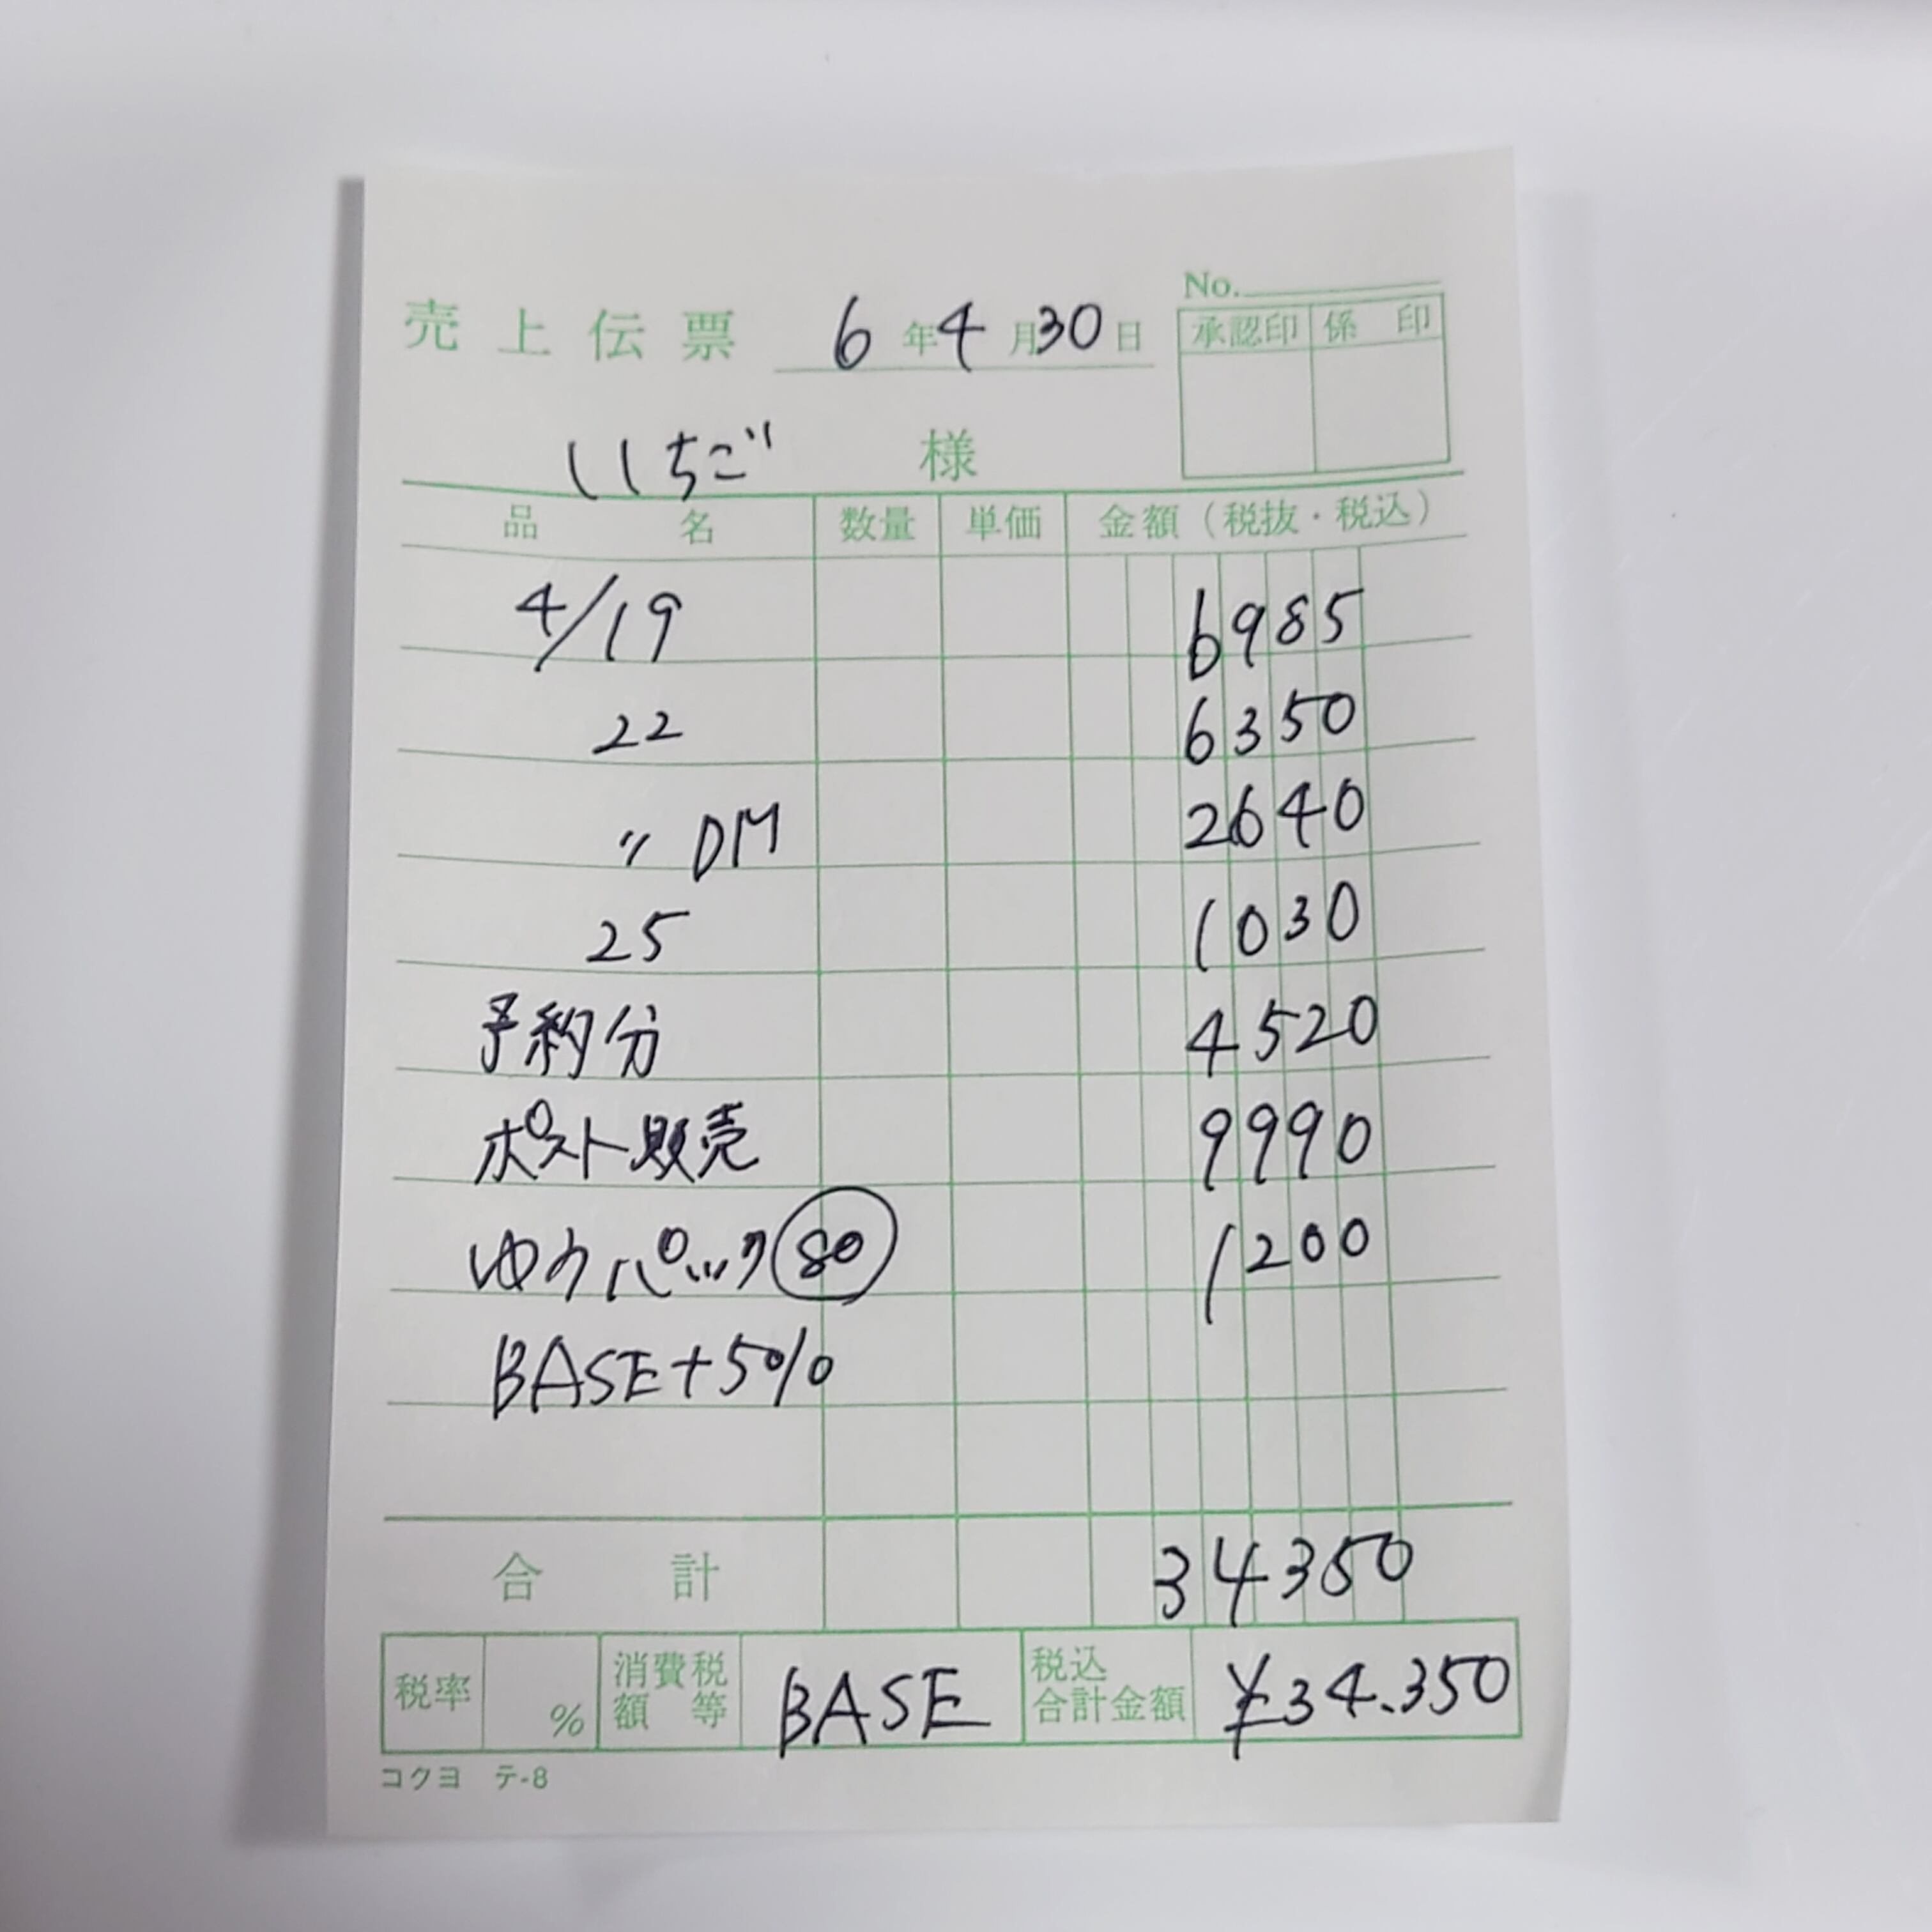 No.
売上伝票 6年4月30日
承認印 係印
いちご 様
品名 数量 単価 金額(税抜・税込)
4/19 6985
22 6350
〃 DM 2640
25 1030
予約分 4520
ポスト販売 9990
ゆうパック 80 1200
BASE+5%
合計 34350
税率 % 消費税額等 BASE 税込合計金額 ¥34.350
コクヨ テ-8